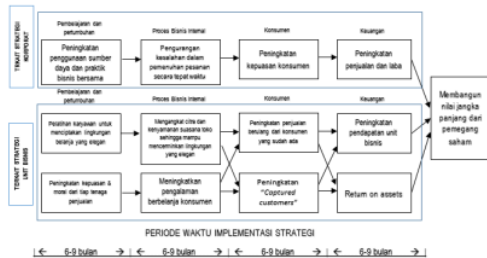 Pembelajaran dan
pertumbuhan
Proces Bisnis Internal
Konsumen
Keuangan
TERKAIT STRATEGI
KORPORAT
Peningkatan
penggunaan sumber
daya dan praktik
bisnis bersama
Pengurangan
kesalahan dalam
pemenuhan pesanan
secara tepat waktu
Peningkatan
kepuasan konsumen
Peningkatan
penjualan dan laba
Pembelajaran dan
pertumbuhan
Proces Bisnis Internal
Konsumen
Keuangan
STRATEGI
UNIT BISNIS
Pelatihan karyawan untuk
menciptakan lingkungan
belanja yang elegan
Mengangkat citra dan
kenyamanan suasana toko
sehingga mampu
mencerminkan lingkungan
yang elegan
Peningkatan penjualan
berulang dari konsumen
yang sudah ada
Peningkatan
pendapatan unit
bisnis
Peningkatan kepuasan &
moral dari tiap tenaga
penjualan
Meningkatkan
pengalaman
berbelanja konsumen
Peningkatan
"Captured
customers"
Return on assets
Membangun
nilai jangka
panjang dari
pemegang
saham
PERIODE WAKTU IMPLEMENTASI STRATEGI
6-9 bulan
6-9 bulan
6-9 bulan
6-9 bulan